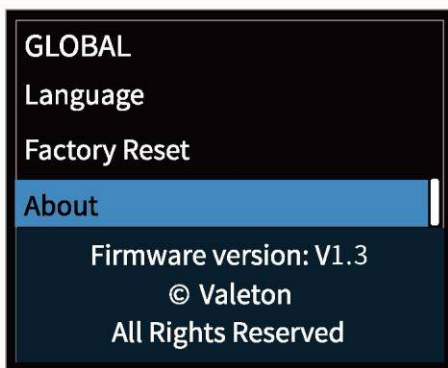 GLOBAL
Language
Factory Reset
About
Firmware version: V1.3
© Valeton
All Rights Reserved